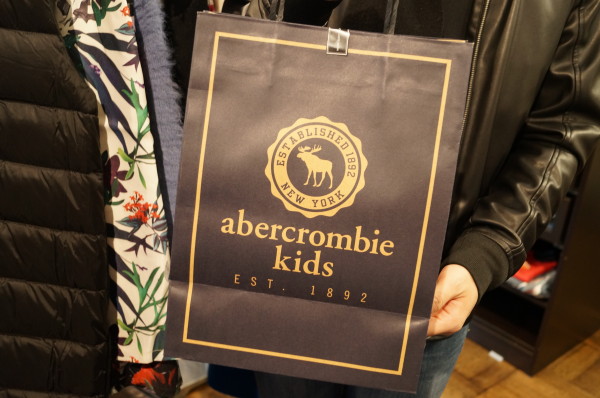 ESTABLISHED 1892
NEW YORK
abercrombie
kids
EST. 1892